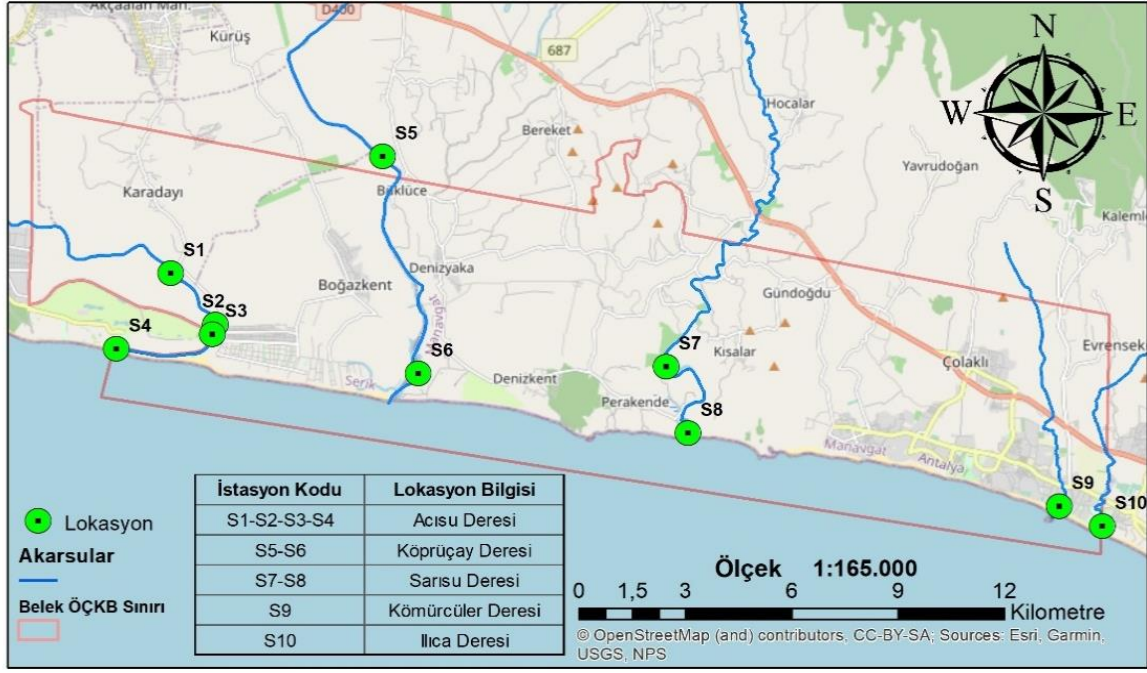 Akçaalan Mah.
D400
Kürüş
687
N
Hocalar
Bereket
W
E
S5
Yavrudoğan
Karadayı
Büklüce
S
S1
Denizyaka
Boğazkent
Gündoğdu
S2
S3
S4
Manavgat
S7
Kısalar
Çolaklı
S6
Serik
Denizkent
Perakende
S8
Manavgat
Antalya
S9
S10
İstasyon Kodu Lokasyon Bilgisi
S1-S2-S3-S4 Acısu Deresi
S5-S6 Köprüçay Deresi
S7-S8 Sarısu Deresi
S9 Kömürcüler Deresi
S10 Ilıca Deresi
Lokasyon
Akarsular
Belek ÖÇKB Sınırı
Ölçek 1:165.000
0 1,5 3 6 9 12
Kilometre
© OpenStreetMap (and) contributors, CC-BY-SA; Sources: Esri, Garmin,
USGS, NPS